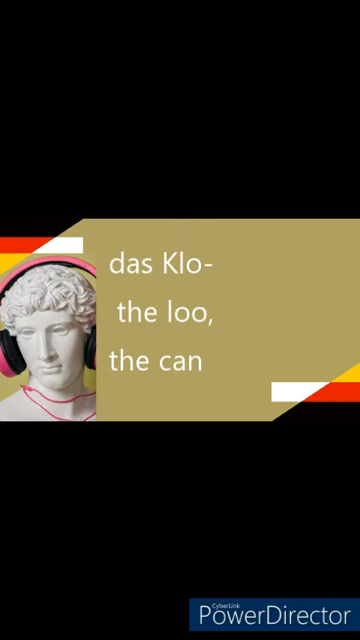 das Klo-
the loo,
the can
CyberLink
PowerDirector